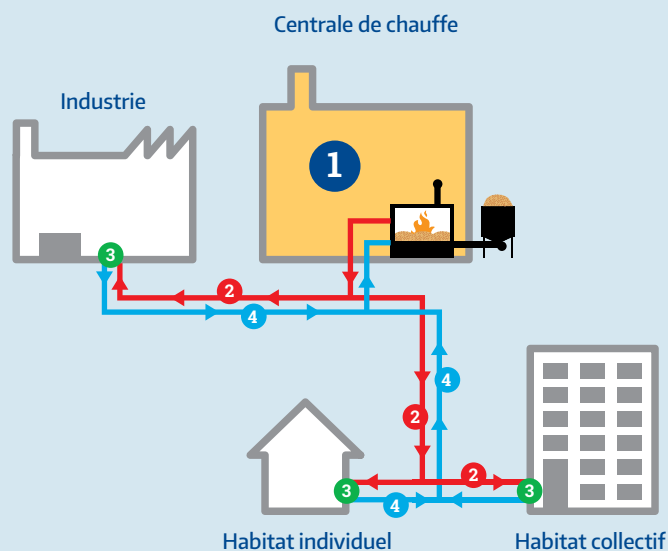 Centrale de chauffe
Industrie
1
3
2
4
4
2
2
3
3
4
Habitat individuel
Habitat collectif